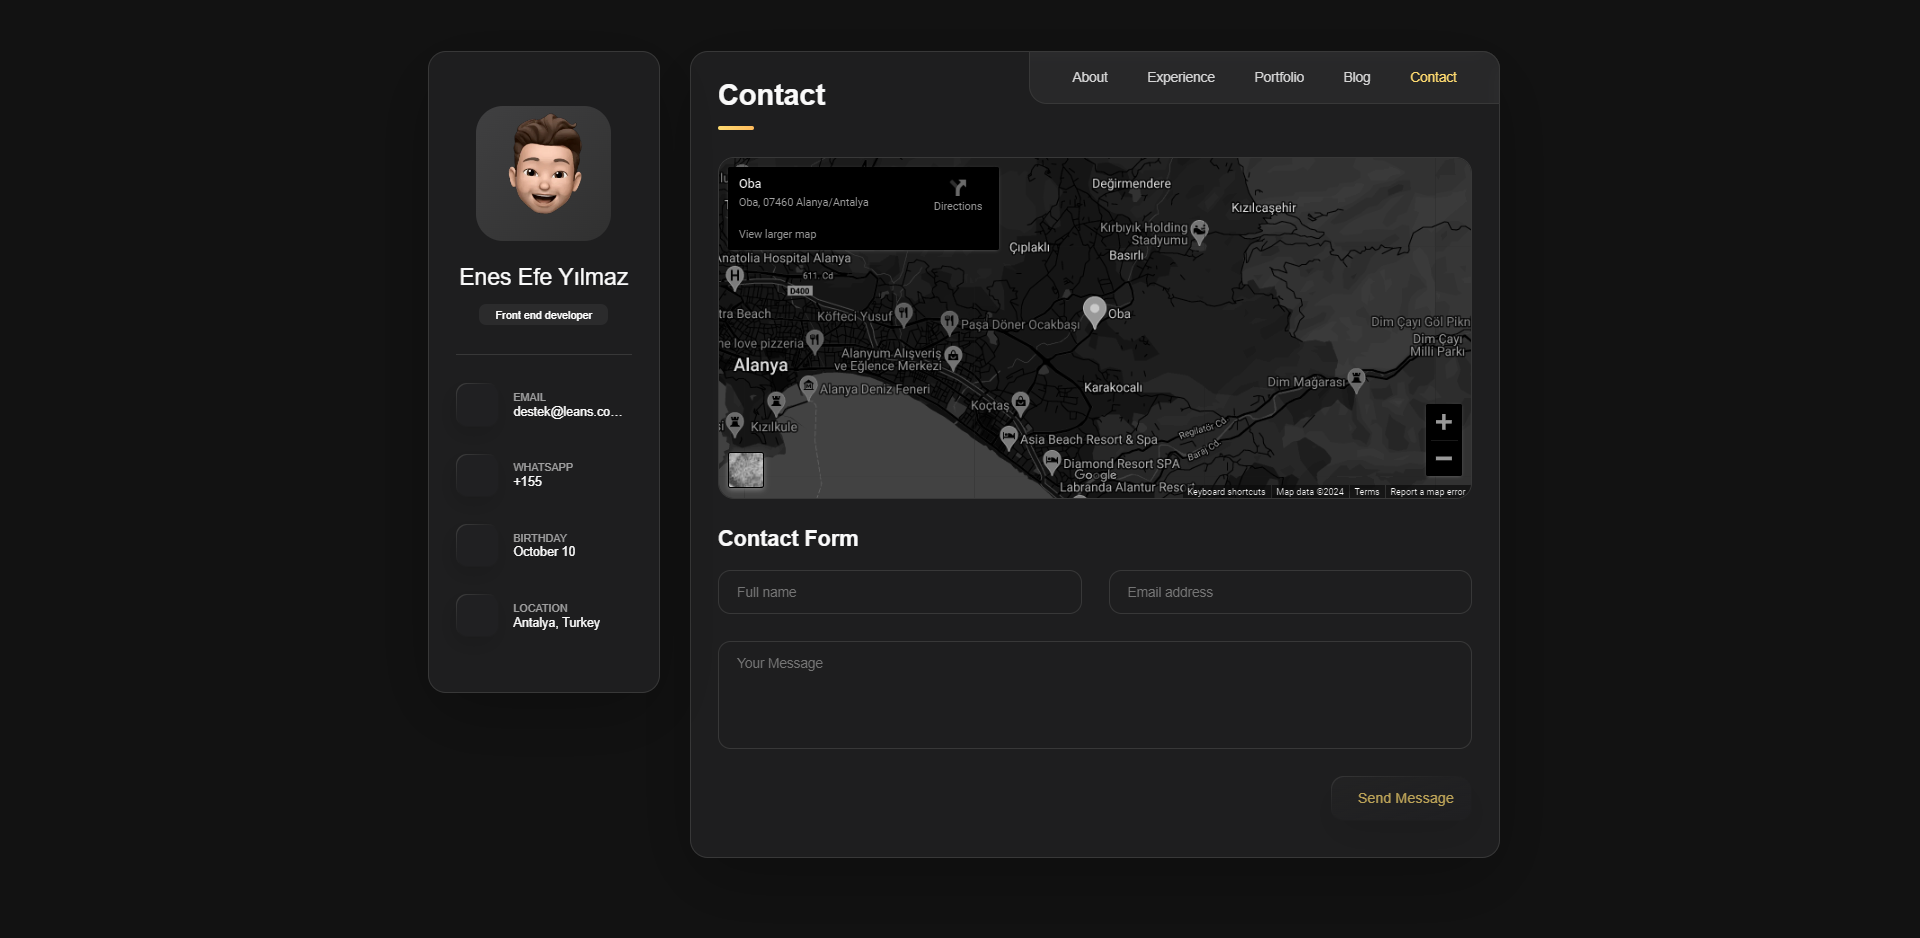 Enes Efe Yılmaz
Front end developer
EMAIL
destek@leans.co...
WHATSAPP
+155
BIRTHDAY
October 10
LOCATION
Antalya, Turkey
About Experience Portfolio Blog Contact
Contact
Oba
Oba, 07460 Alanya/Antalya
Directions
View larger map
Değirmendere
Kızılcaşehir
Kırbıyık Holding
Stadyumu
Çıplaklı
Basırlı
Anatolia Hospital Alanya
611. Cd
D400
tra Beach
Köfteci Yusuf
Paşa Döner Ocakbaşı
Oba
Dim Çayı Göl Pikn
Dim Çayı
Milli Parkı
ne love pizzeria
Alanyum Alışveriş
ve Eğlence Merkezi
Alanya
Karakocalı
Dim Mağarası
Alanya Deniz Feneri
Koçtaş
Kızılkule
Regilatör Cd
Baraj Cd.
Asia Beach Resort & Spa
Diamond Resort SPA
Google
Labranda Alantur Resort
Keyboard shortcuts Map data ©2024 Terms Report a map error
Contact Form
Full name
Email address
Your Message
Send Message